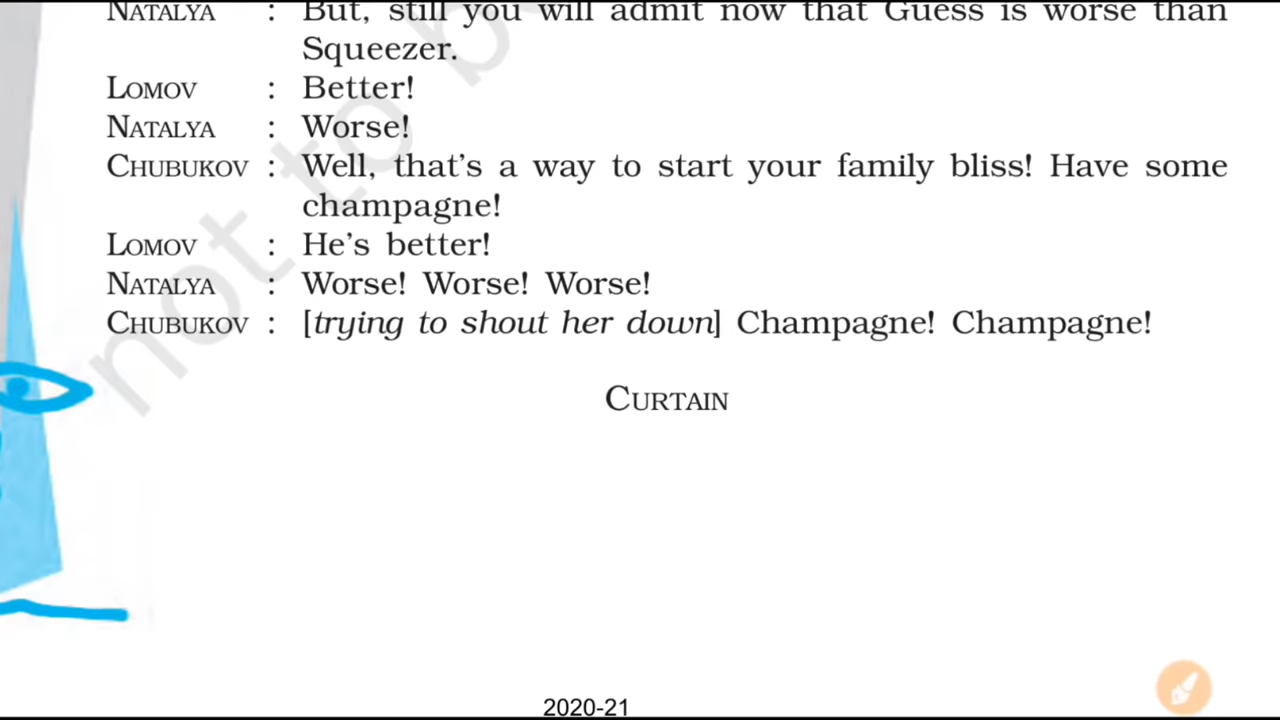 NATALYA : But, still you will admit now that Guess is worse than
Squeezer.
LOMOV : Better!
NATALYA : Worse!
CHUBUKOV : Well, that's a way to start your family bliss! Have some
champagne!
LOMOV : He's better!
NATALYA : Worse! Worse! Worse!
CHUBUKOV : [trying to shout her down] Champagne! Champagne!
CURTAIN
not to b
2020-21